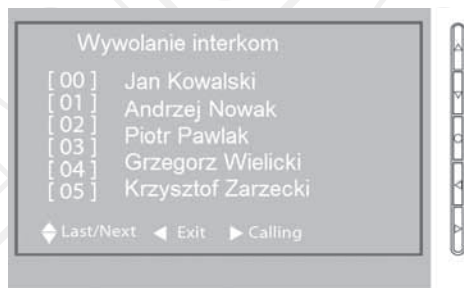 Wywolanie interkom
[ 00 ]
[ 01 ]
[ 02 ]
[ 03 ]
[ 04 ]
[ 05 ]
Jan Kowalski
Andrzej Nowak
Piotr Pawlak
Grzegorz Wielicki
Krzysztof Zarzecki
Last/Next Exit Calling